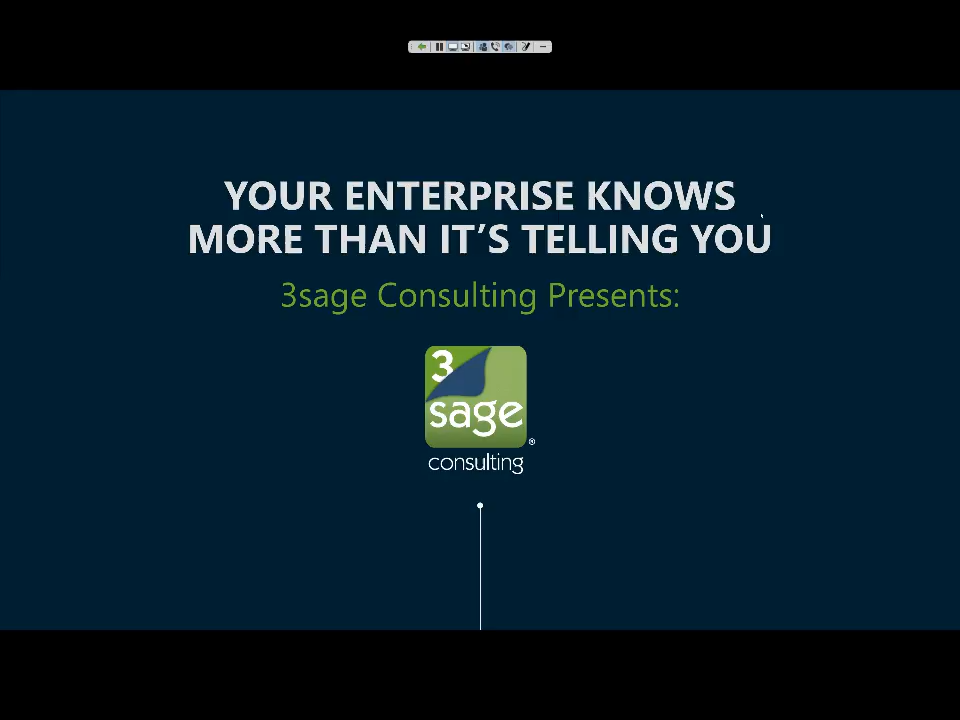 YOUR ENTERPRISE KNOWS
MORE THAN IT’S TELLING YOU
3sage Consulting Presents:
3
sage
®
consulting